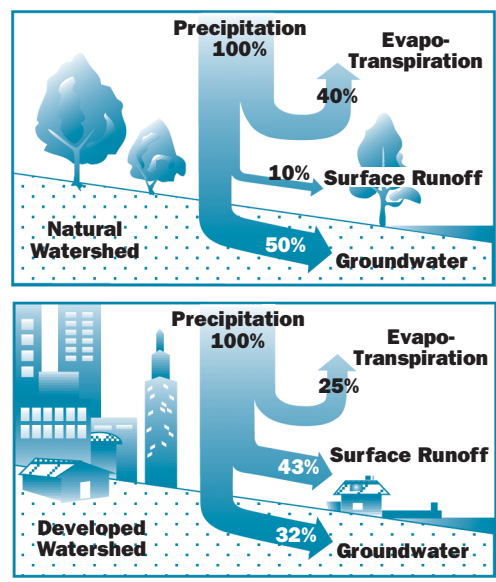 Precipitation
100%
Evapo-
Transpiration
40%
10%
Surface Runoff
Natural
Watershed
50%
Groundwater
Precipitation
100%
Evapo-
Transpiration
25%
Surface Runoff
43%
Developed
Watershed
32%
Groundwater